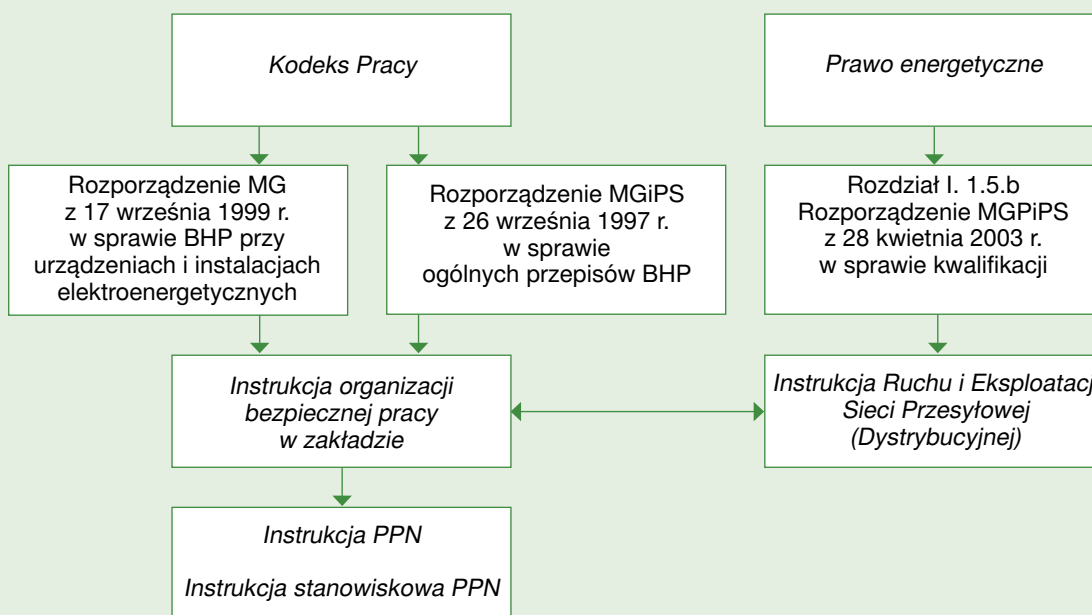 Kodeks Pracy
Prawo energetyczne
Rozporządzenie MG
z 17 września 1999 r.
w sprawie BHP przy
urządzeniach i instalacjach
elektroenergetycznych
Rozporządzenie MGiPS
z 26 września 1997 r.
w sprawie
ogólnych przepisów BHP
Rozdział I. 1.5.b
Rozporządzenie MGPiPS
z 28 kwietnia 2003 r.
w sprawie kwalifikacji
Instrukcja organizacji
bezpiecznej pracy
w zakładzie
Instrukcja Ruchu i Eksploatacj
Sieci Przesyłowej
(Dystrybucyjnej)
Instrukcja PPN
Instrukcja stanowiskowa PPN